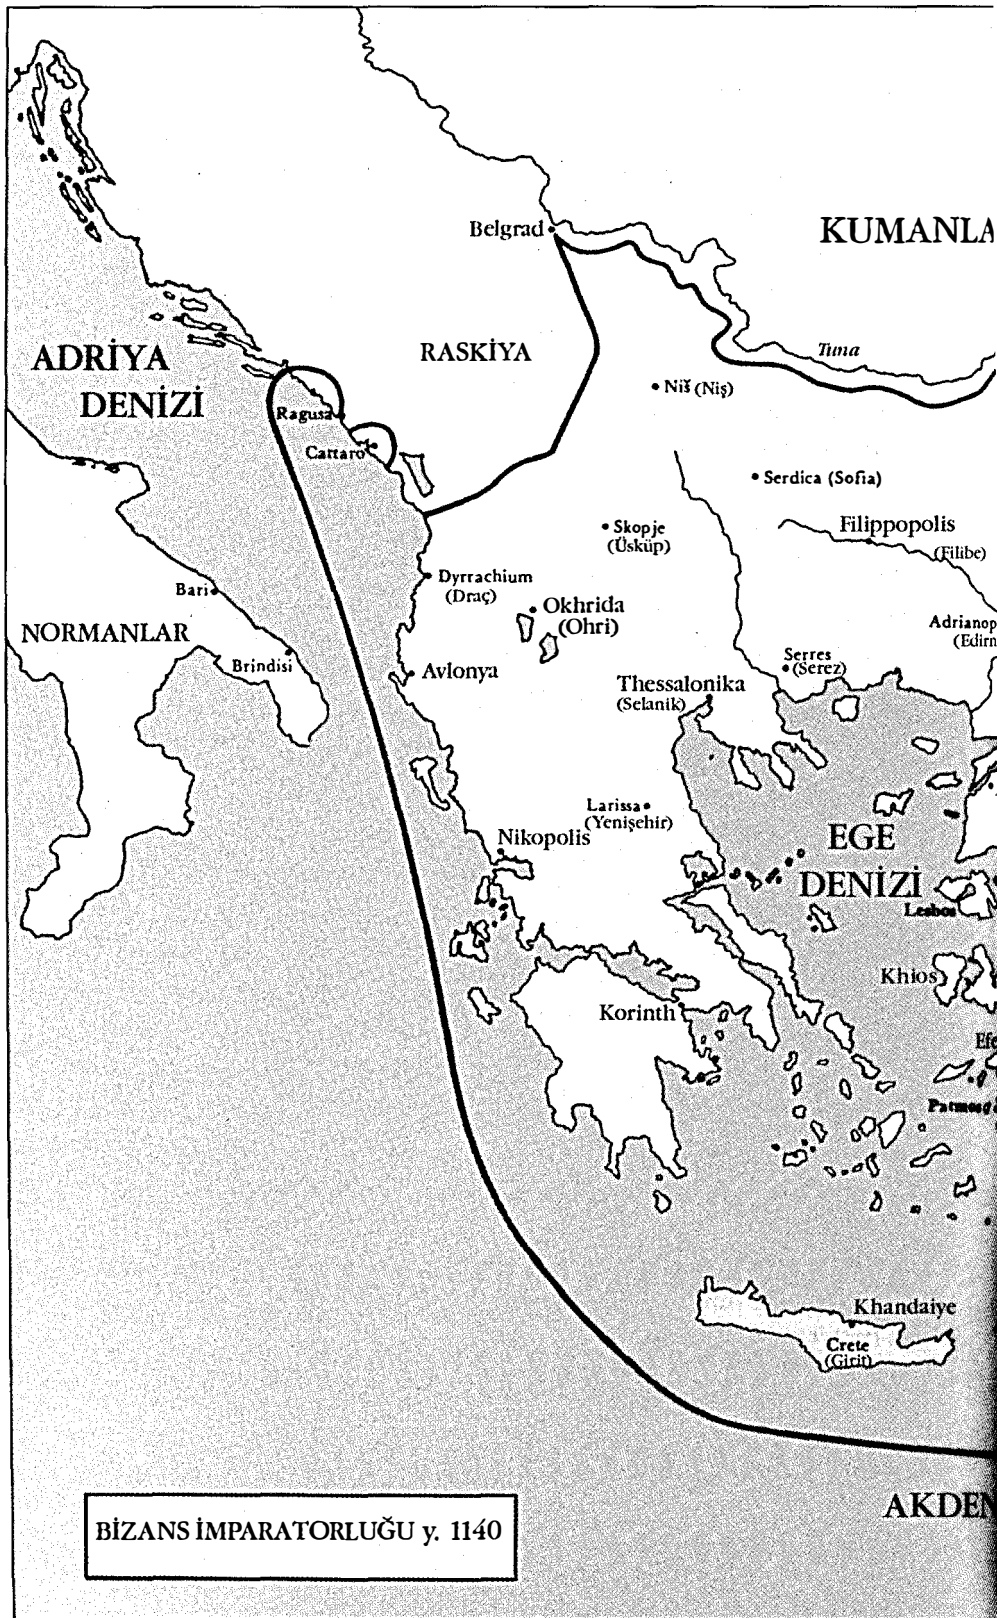 Belgrad
KUMANLA
ADRİYA
DENİZİ
RASKİYA
Tuna
Niš (Niş)
Ragusa
Cattaro
Serdica (Sofia)
Skopje
(Üsküp)
Filippopolis
(Filibe)
Dyrrachium
(Draç)
Bari
Okhrida
(Ohri)
Adrianop
(Edirn
NORMANLAR
Brindisi
Avlonya
Serres
(Serez)
Thessalonika
(Selanik)
Larissa
(Yenişehir)
Nikopolis
EGE
DENİZİ
Lesbos
Khios
Korinth
Efe
Patmos
Khandaiye
Crete
(Girit)
AKDEN
BİZANS İMPARATORLUĞU y. 1140